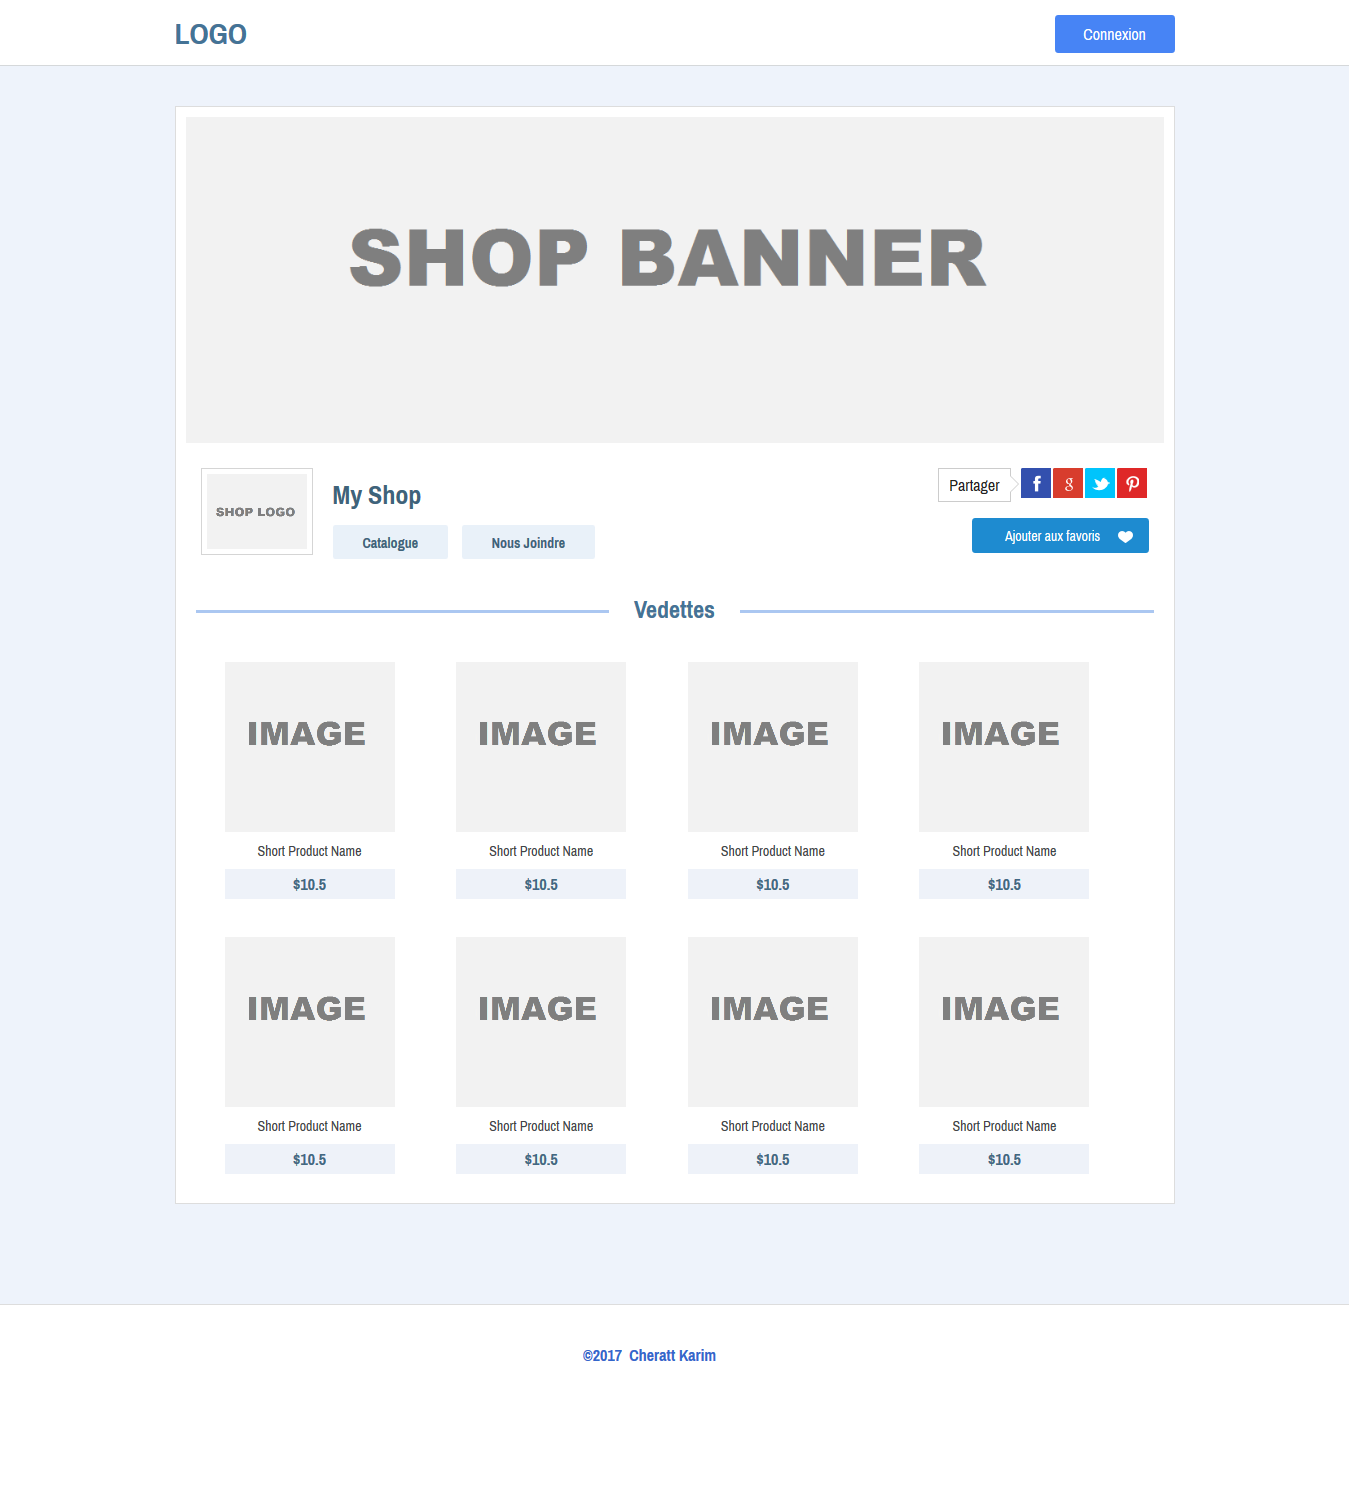 LOGO
Connexion
SHOP BANNER
SHOP LOGO
My Shop
Catalogue
Nous Joindre
Partager
f
g
Ajouter aux favoris
Vedettes
IMAGE IMAGE IMAGE IMAGE
Short Product Name Short Product Name Short Product Name Short Product Name
$10.5 $10.5 $10.5 $10.5
IMAGE IMAGE IMAGE IMAGE
Short Product Name Short Product Name Short Product Name Short Product Name
$10.5 $10.5 $10.5 $10.5
©2017 Cheratt Karim